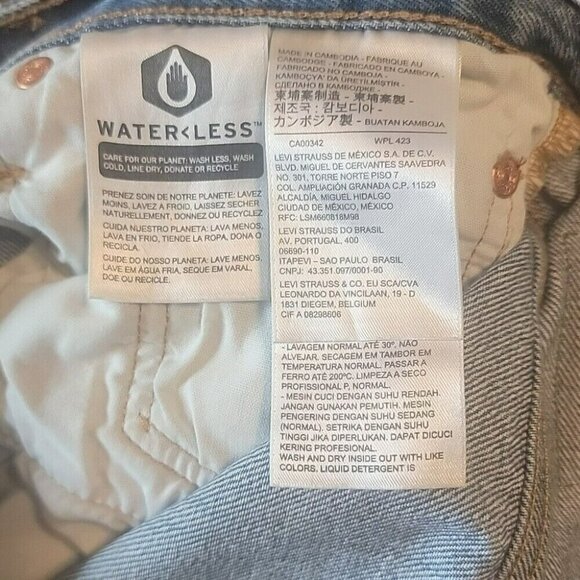 WATER<LESS™
CARE FOR OUR PLANET: WASH LESS, WASH
COLD, LINE DRY, DONATE OR RECYCLE
PRENEZ SOIN DE NOTRE PLANETE: LAVEZ
MOINS, LAVEZ A FROID, LAISSEZ SECHER
NATURELLEMENT, DONNEZ OU RECYCLEZ
CUIDA NUESTRO PLANETA: LAVA MENOS,
LAVA EN FRIO, TIENDE LA ROPA, DONA O
RECICLA.
CUIDE DO NOSSO PLANETA: LAVE MENOS,
LAVE EM ÁGUA FRIA, SEQUE EM VARAL,
DOE OU RECICLE.
MADE IN CAMBODIA - FABRIQUE AU
CAMBODGE - FABRICADO EN CAMBOYA -
FABRICADO NO CAMBOJA -
KAMBOÇYA'DA ÜRETİLMİŞTİR -
СДЕЛАНО В КАМБОДЖЕ -
柬埔寨制造 - 柬埔寨製 -
제조국 : 캄보디아 -
カンボジア製 - BUATAN KAMBOJA
CA00342 WPL 423
LEVI STRAUSS DE MÉXICO S.A. DE C.V.
BLVD. MIGUEL DE CERVANTES SAAVEDRA
NO. 301, TORRE NORTE PISO 7
COL. AMPLIACIÓN GRANADA C.P. 11529
ALCALDÍA. MIGUEL HIDALGO
CIUDAD DE MÉXICO, MÉXICO
RFC: LSM660818M98
LEVI STRAUSS DO BRASIL
AV. PORTUGAL, 400
06690-110
ITAPEVI - SAO PAULO BRASIL
CNPJ: 43.351.097/0001-90
LEVI STRAUSS & CO. EU SCA/CVA
LEONARDO DA VINCILAAN, 19 - D
1831 DIEGEM, BELGIUM
CIF A 08298606
- LAVAGEM NORMAL ATÉ 30º. NÃO
ALVEJAR. SECAGEM EM TAMBOR EM
TEMPERATURA NORMAL. PASSAR A
FERRO ATÉ 200ºC. LIMPEZA A SECO
PROFISSIONAL P, NORMAL.
- MESIN CUCI DENGAN SUHU RENDAH.
JANGAN GUNAKAN PEMUTIH. MESIN
PENGERING DENGAN SUHU SEDANG
(NORMAL). SETRIKA DENGAN SUHU
TINGGI JIKA DIPERLUKAN. DAPAT DICUCI
KERING PROFESIONAL.
WASH AND DRY INSIDE OUT WITH LIKE
COLORS. LIQUID DETERGENT IS